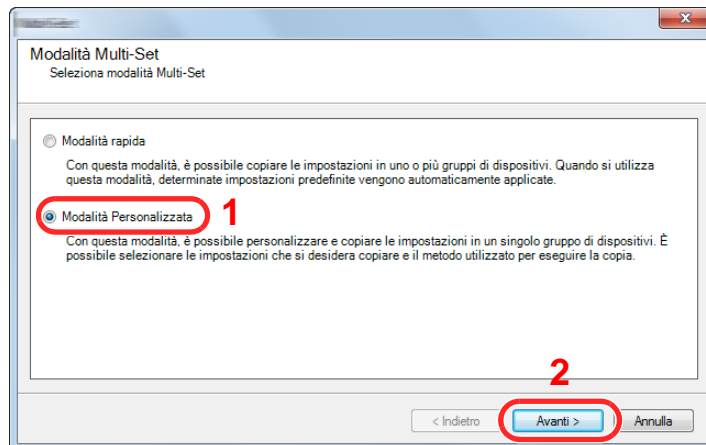 Modalità Multi-Set
Seleziona modalità Multi-Set
Modalità rapida
Con questa modalità, è possibile copiare le impostazioni in uno o più gruppi di dispositivi. Quando si utilizza
questa modalità, determinate impostazioni predefinite vengono automaticamente applicate.
Modalità Personalizzata 1
Con questa modalità, è possibile personalizzare e copiare le impostazioni in un singolo gruppo di dispositivi. È
possibile selezionare le impostazioni che si desidera copiare e il metodo utilizzato per eseguire la copia.
2
< Indietro Avanti > Annulla